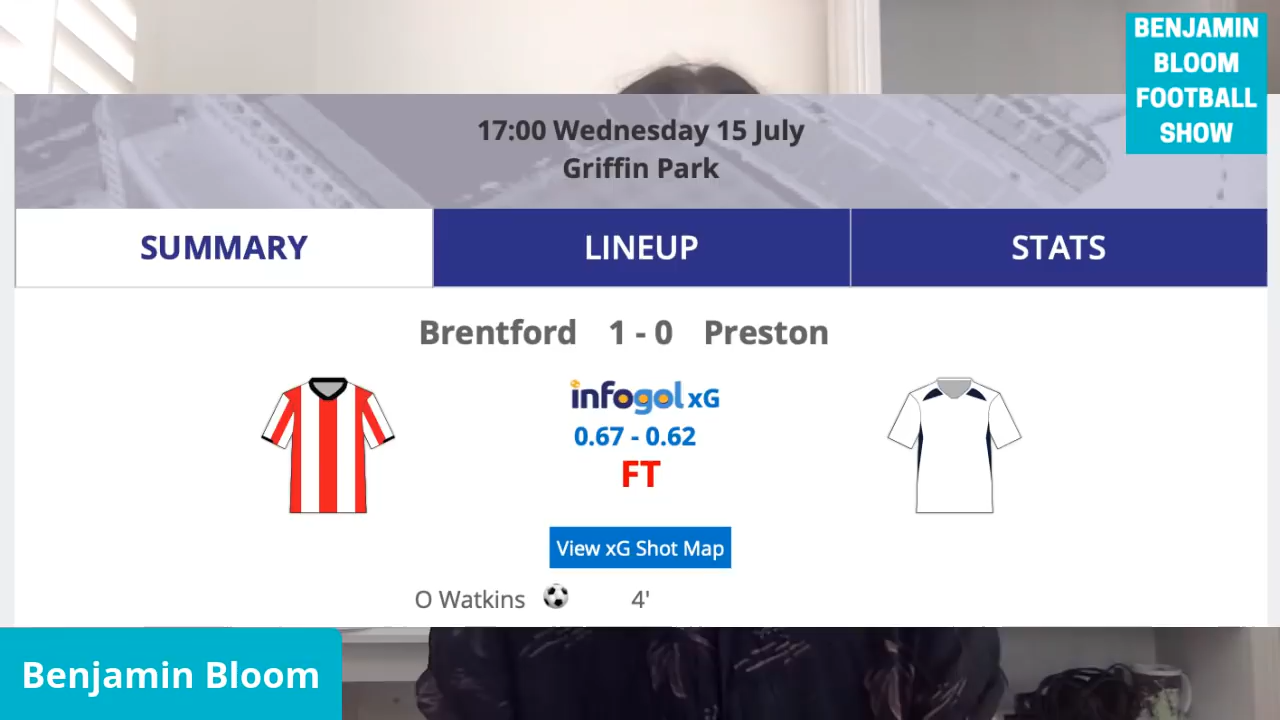 BENJAMIN
BLOOM
FOOTBALL
SHOW
17:00 Wednesday 15 July
Griffin Park
SUMMARY LINEUP STATS
Brentford 1 - 0 Preston
infogol xG
0.67 - 0.62
FT
View xG Shot Map
O Watkins 4'
Benjamin Bloom